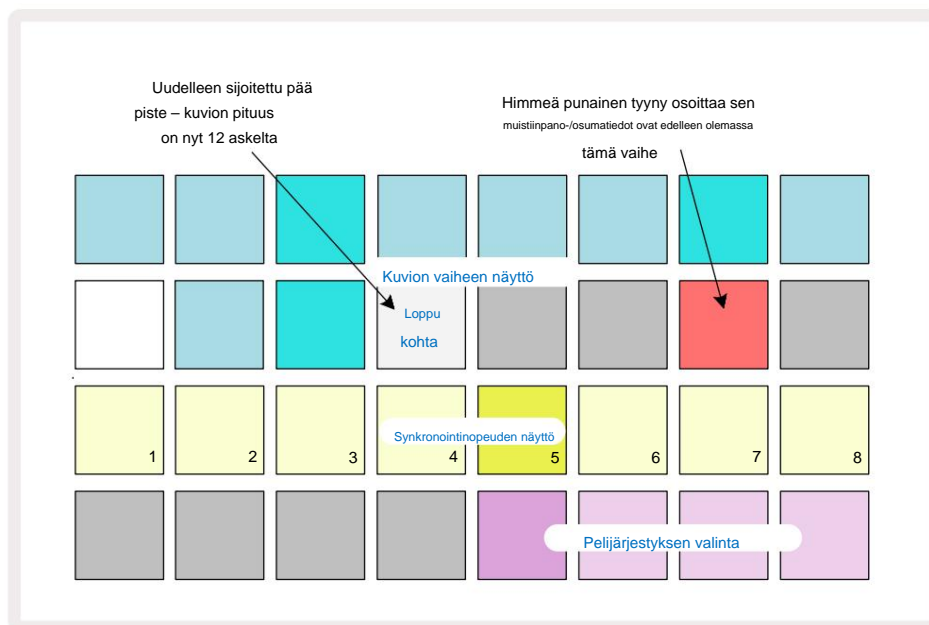 Uudelleen sijoitettu pää
piste – kuvion pituus
on nyt 12 askelta
Himmeä punainen tyyny osoittaa sen
muistiinpano-/osumatiedot ovat edelleen olemassa
tämä vaihe
Kuvion vaiheen näyttö
Loppu
kohta
Synkronointinopeuden näyttö
1 2 3 4 5 6 7 8
Pelijärjestyksen valinta